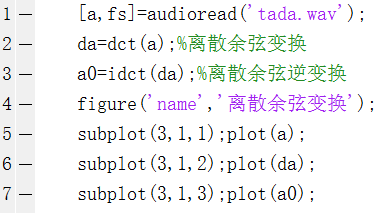 1 - [a,fs]=audioread('tada.wav');
2 - da=dct(a);%离散余弦变换
3 - a0=idct(da);%离散余弦逆变换
4 - figure('name','离散余弦变换');
5 - subplot(3,1,1);plot(a);
6 - subplot(3,1,2);plot(da);
7 - subplot(3,1,3);plot(a0);